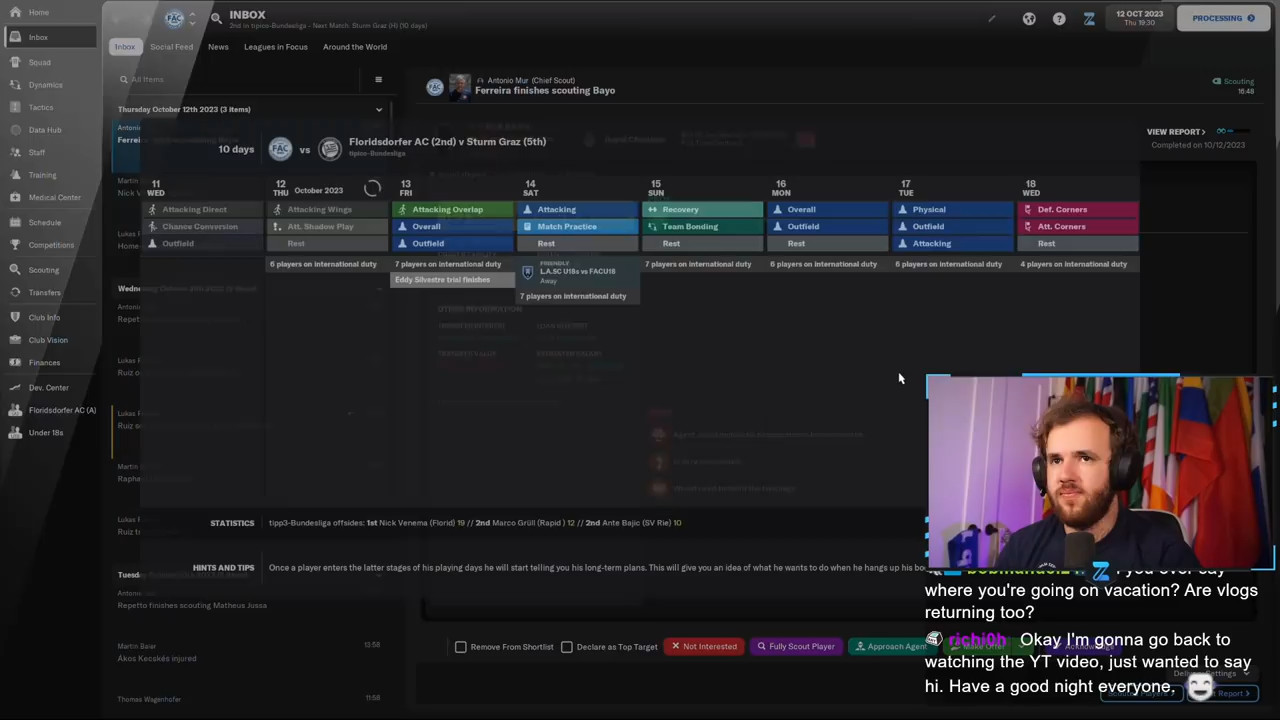 Home
Inbox
Squad
Dynamics
Tactics
Data Hub
Staff
Training
Medical Center
Schedule
Competitions
Scouting
Transfers
Club Info
Club Vision
Finances
Dev. Center
Floridsdorfer AC (A)
Under 18s
FAC
INBOX
2nd in tipico-Bundesliga - Next Match: Sturm Graz (H) (10 days)
12 OCT 2023
Thu 19:30
PROCESSING
Inbox
Social Feed
News
Leagues in Focus
Around the World
All Items
Thursday October 12th 2023 (3 Items)
Antonio Mur (Chief Scout)
Ferreira finishes scouting Bayo
Scouting
16:48
VIEW REPORT >
Completed on 10/12/2023
10 days
vs
Floridsdorfer AC (2nd) v Sturm Graz (5th)
tipico-Bundesliga
11
WED
12
THU
October 2023
13
FRI
14
SAT
15
SUN
16
MON
17
TUE
18
WED
Attacking Direct
Attacking Wings
Attacking Overlap
Attacking
Recovery
Overall
Physical
Def. Corners
Chance Conversion
Att. Shadow Play
Overall
Match Practice
Team Bonding
Outfield
Outfield
Att. Corners
Outfield
Rest
Outfield
Rest
Rest
Rest
Attacking
Rest
6 players on international duty
7 players on international duty
7 players on international duty
6 players on international duty
6 players on international duty
4 players on international duty
Eddy Silvestre trial finishes
FRIENDLY
L.A.SC U18s vs FACU18
Away
7 players on international duty
STATISTICS
tipp3-Bundesliga offsides: 1st Nick Venema (Florid) 19 // 2nd Marco Grüll (Rapid ) 12 // 2nd Ante Bajic (SV Rie) 10
HINTS AND TIPS
Once a player enters the latter stages of his playing days he will start telling you his long-term plans. This will give you an idea of what he wants to do when he hangs up his bo
Repetto finishes scouting Matheus Jussa
Martin Baier
13:58
Ákos Kecskés injured
Thomas Wagenhofer
11:58
Remove From Shortlist
Declare as Top Target
Not Interested
Fully Scout Player
Approach Agent
Make Offer
Acknowledge
where you're going on vacation? Are vlogs
returning too?
richi0h Okay I'm gonna go back to
watching the YT video, just wanted to say
hi. Have a good night everyone.